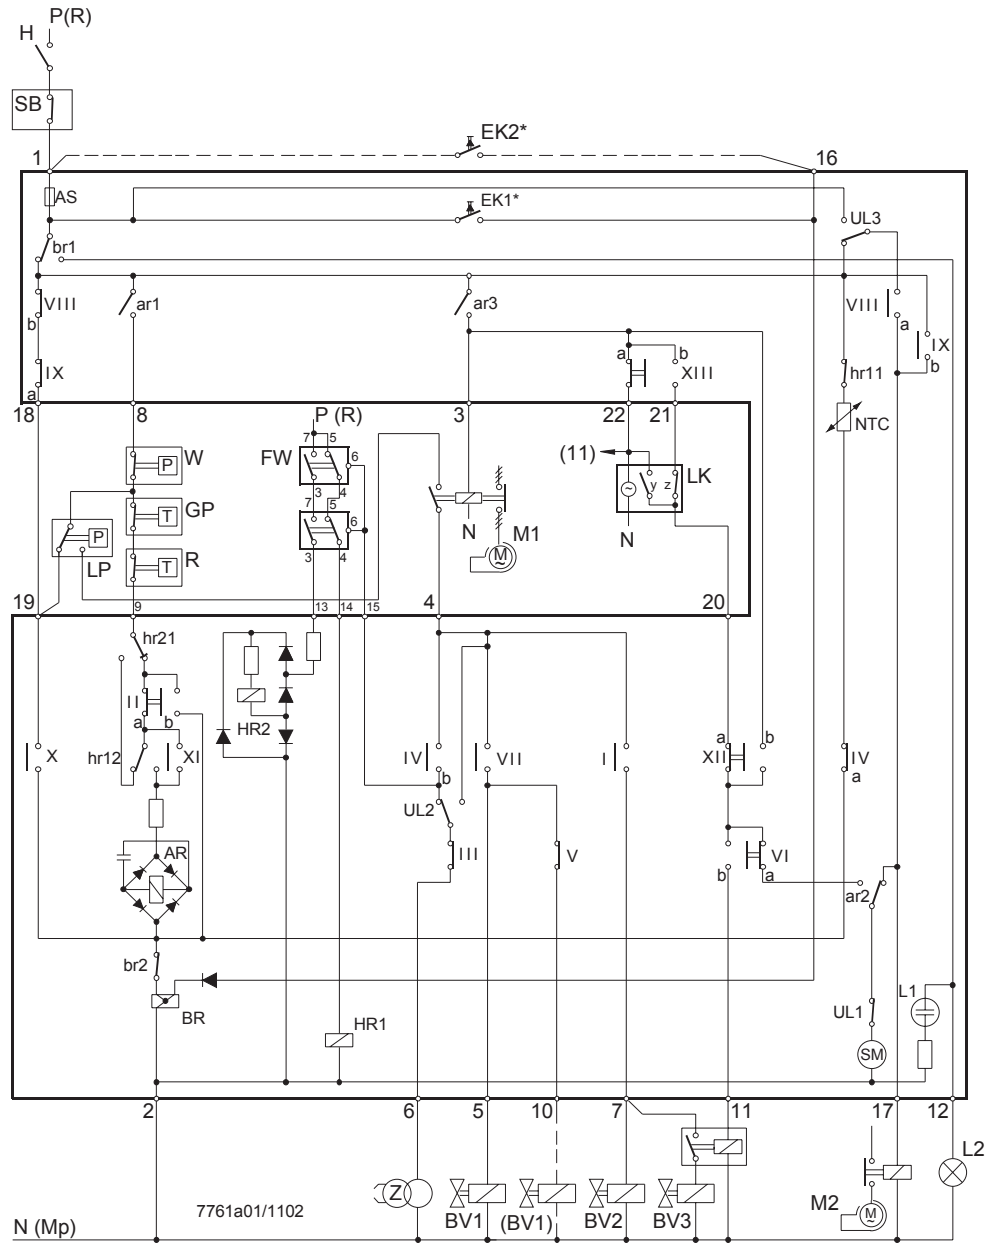 P(R)
H
SB
EK2*
1
16
AS
EK1*
UL3
br1
VIII
ar1
ar3
VIII
b
a
a
b
IX
IX
XIII
b
hr11
a
18
8
P (R)
3
22
21
NTC
7
5
W
FW
6
(11)
P
3
4
y
z
LK
~
GP
7
5
T
6
N
M1
N
P
R
3
4
M
~
T
LP
19
9
13
14
15
4
20
hr21
II
a
b
HR2
a
b
X
hr12
XI
IV
VII
I
XII
IV
b
a
UL2
AR
III
V
VI
b
a
ar2
br2
L1
BR
UL1
HR1
SM
2
6
5
10
7
11
17
12
L2
Z
7761a01/1102
BV1
(BV1)
BV2
BV3
M2
M
~
N (Mp)